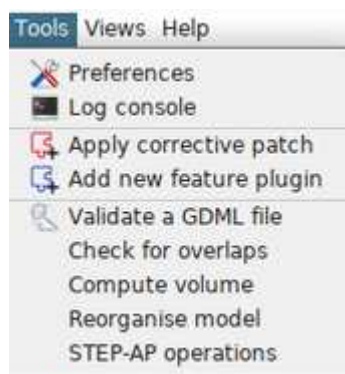 Tools Views Help
Preferences
Log console
Apply corrective patch
Add new feature plugin
Validate a GDML file
Check for overlaps
Compute volume
Reorganise model
STEP-AP operations